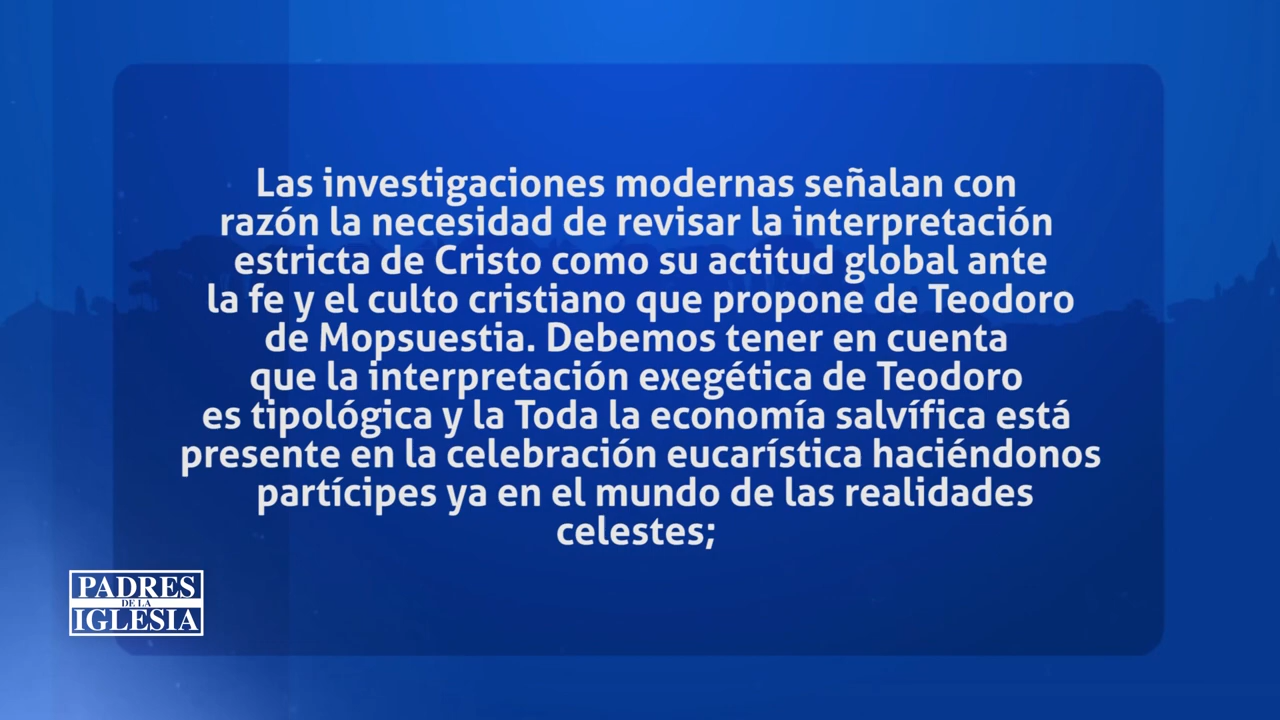 Las investigaciones modernas señalan con
razón la necesidad de revisar la interpretación
estricta de Cristo como su actitud global ante
la fe y el culto cristiano que propone de Teodoro
de Mopsuestia. Debemos tener en cuenta
que la interpretación exegética de Teodoro
es tipológica y la Toda la economía salvífica está
presente en la celebración eucarística haciéndonos
partícipes ya en el mundo de las realidades
celestes;
PADRES
DE LA
IGLESIA